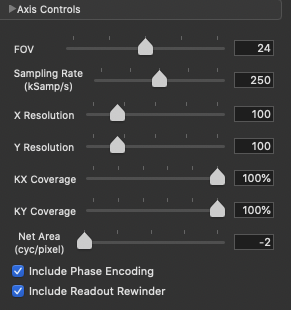 Axis Controls
FOV 24
Sampling Rate
(kSamp/s) 250
X Resolution 100
Y Resolution 100
KX Coverage 100%
KY Coverage 100%
Net Area
(cyc/pixel) -2
Include Phase Encoding
Include Readout Rewinder